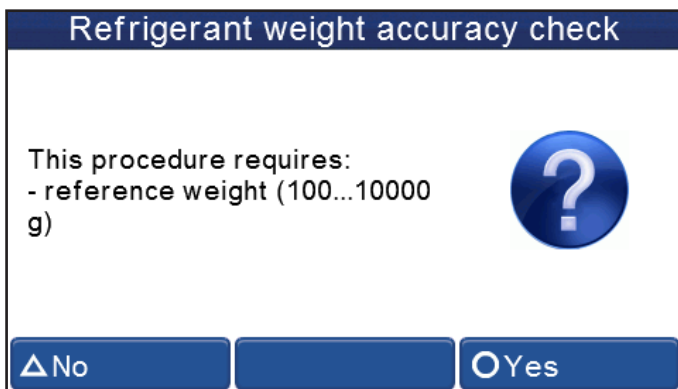 Refrigerant weight accuracy check
This procedure requires:
- reference weight (100...10000
g)
?
△No
○Yes